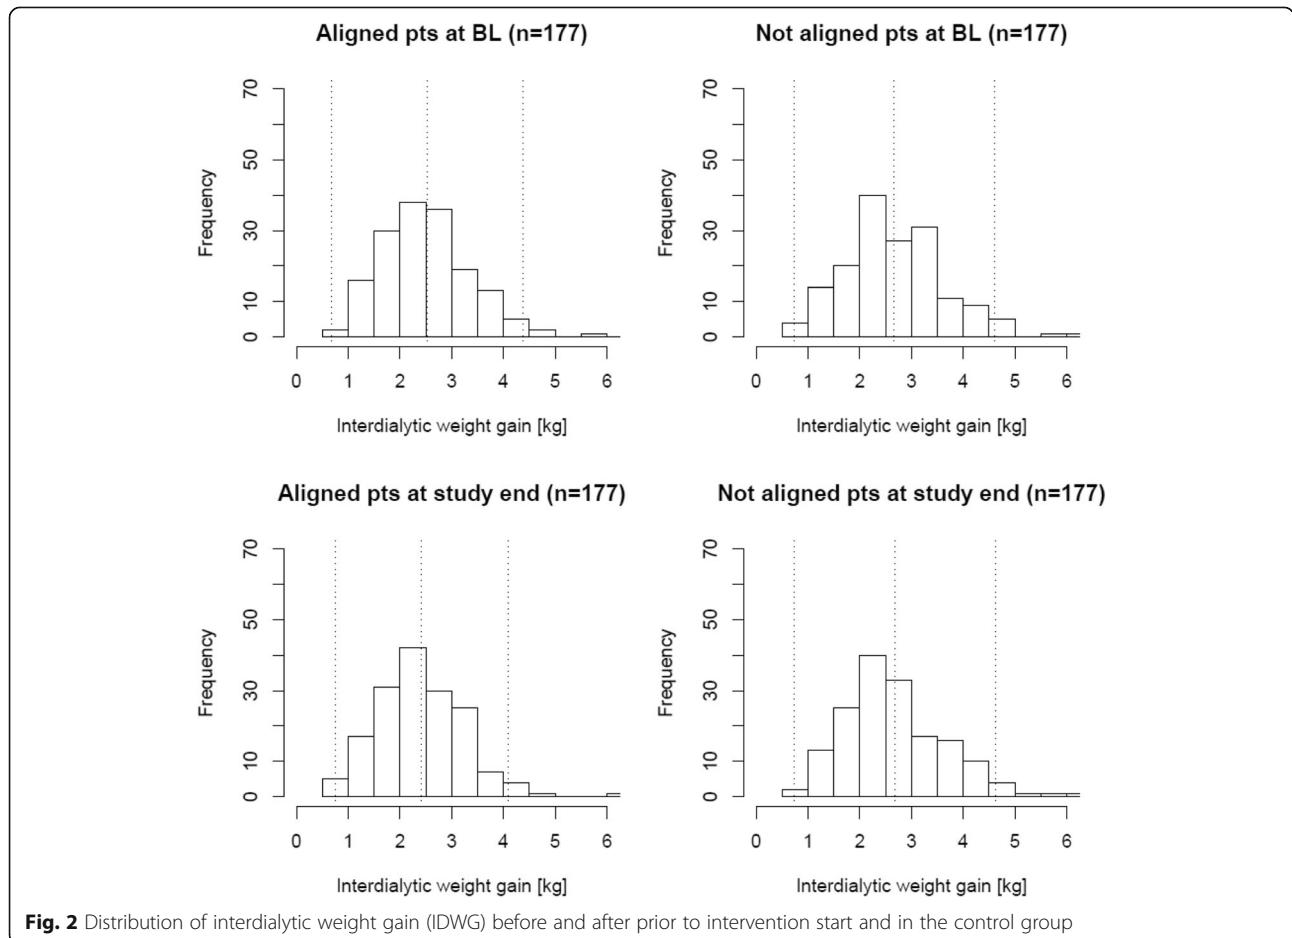 Aligned pts at BL (n=177)
Frequency
70
50
30
10
0
0 1 2 3 4 5 6
Interdialytic weight gain [kg]
Not aligned pts at BL (n=177)
Frequency
70
50
30
10
0
0 1 2 3 4 5 6
Interdialytic weight gain [kg]
Aligned pts at study end (n=177)
Frequency
70
50
30
10
0
0 1 2 3 4 5 6
Interdialytic weight gain [kg]
Not aligned pts at study end (n=177)
Frequency
70
50
30
10
0
0 1 2 3 4 5 6
Interdialytic weight gain [kg]
Fig. 2 Distribution of interdialytic weight gain (IDWG) before and after prior to intervention start and in the control group